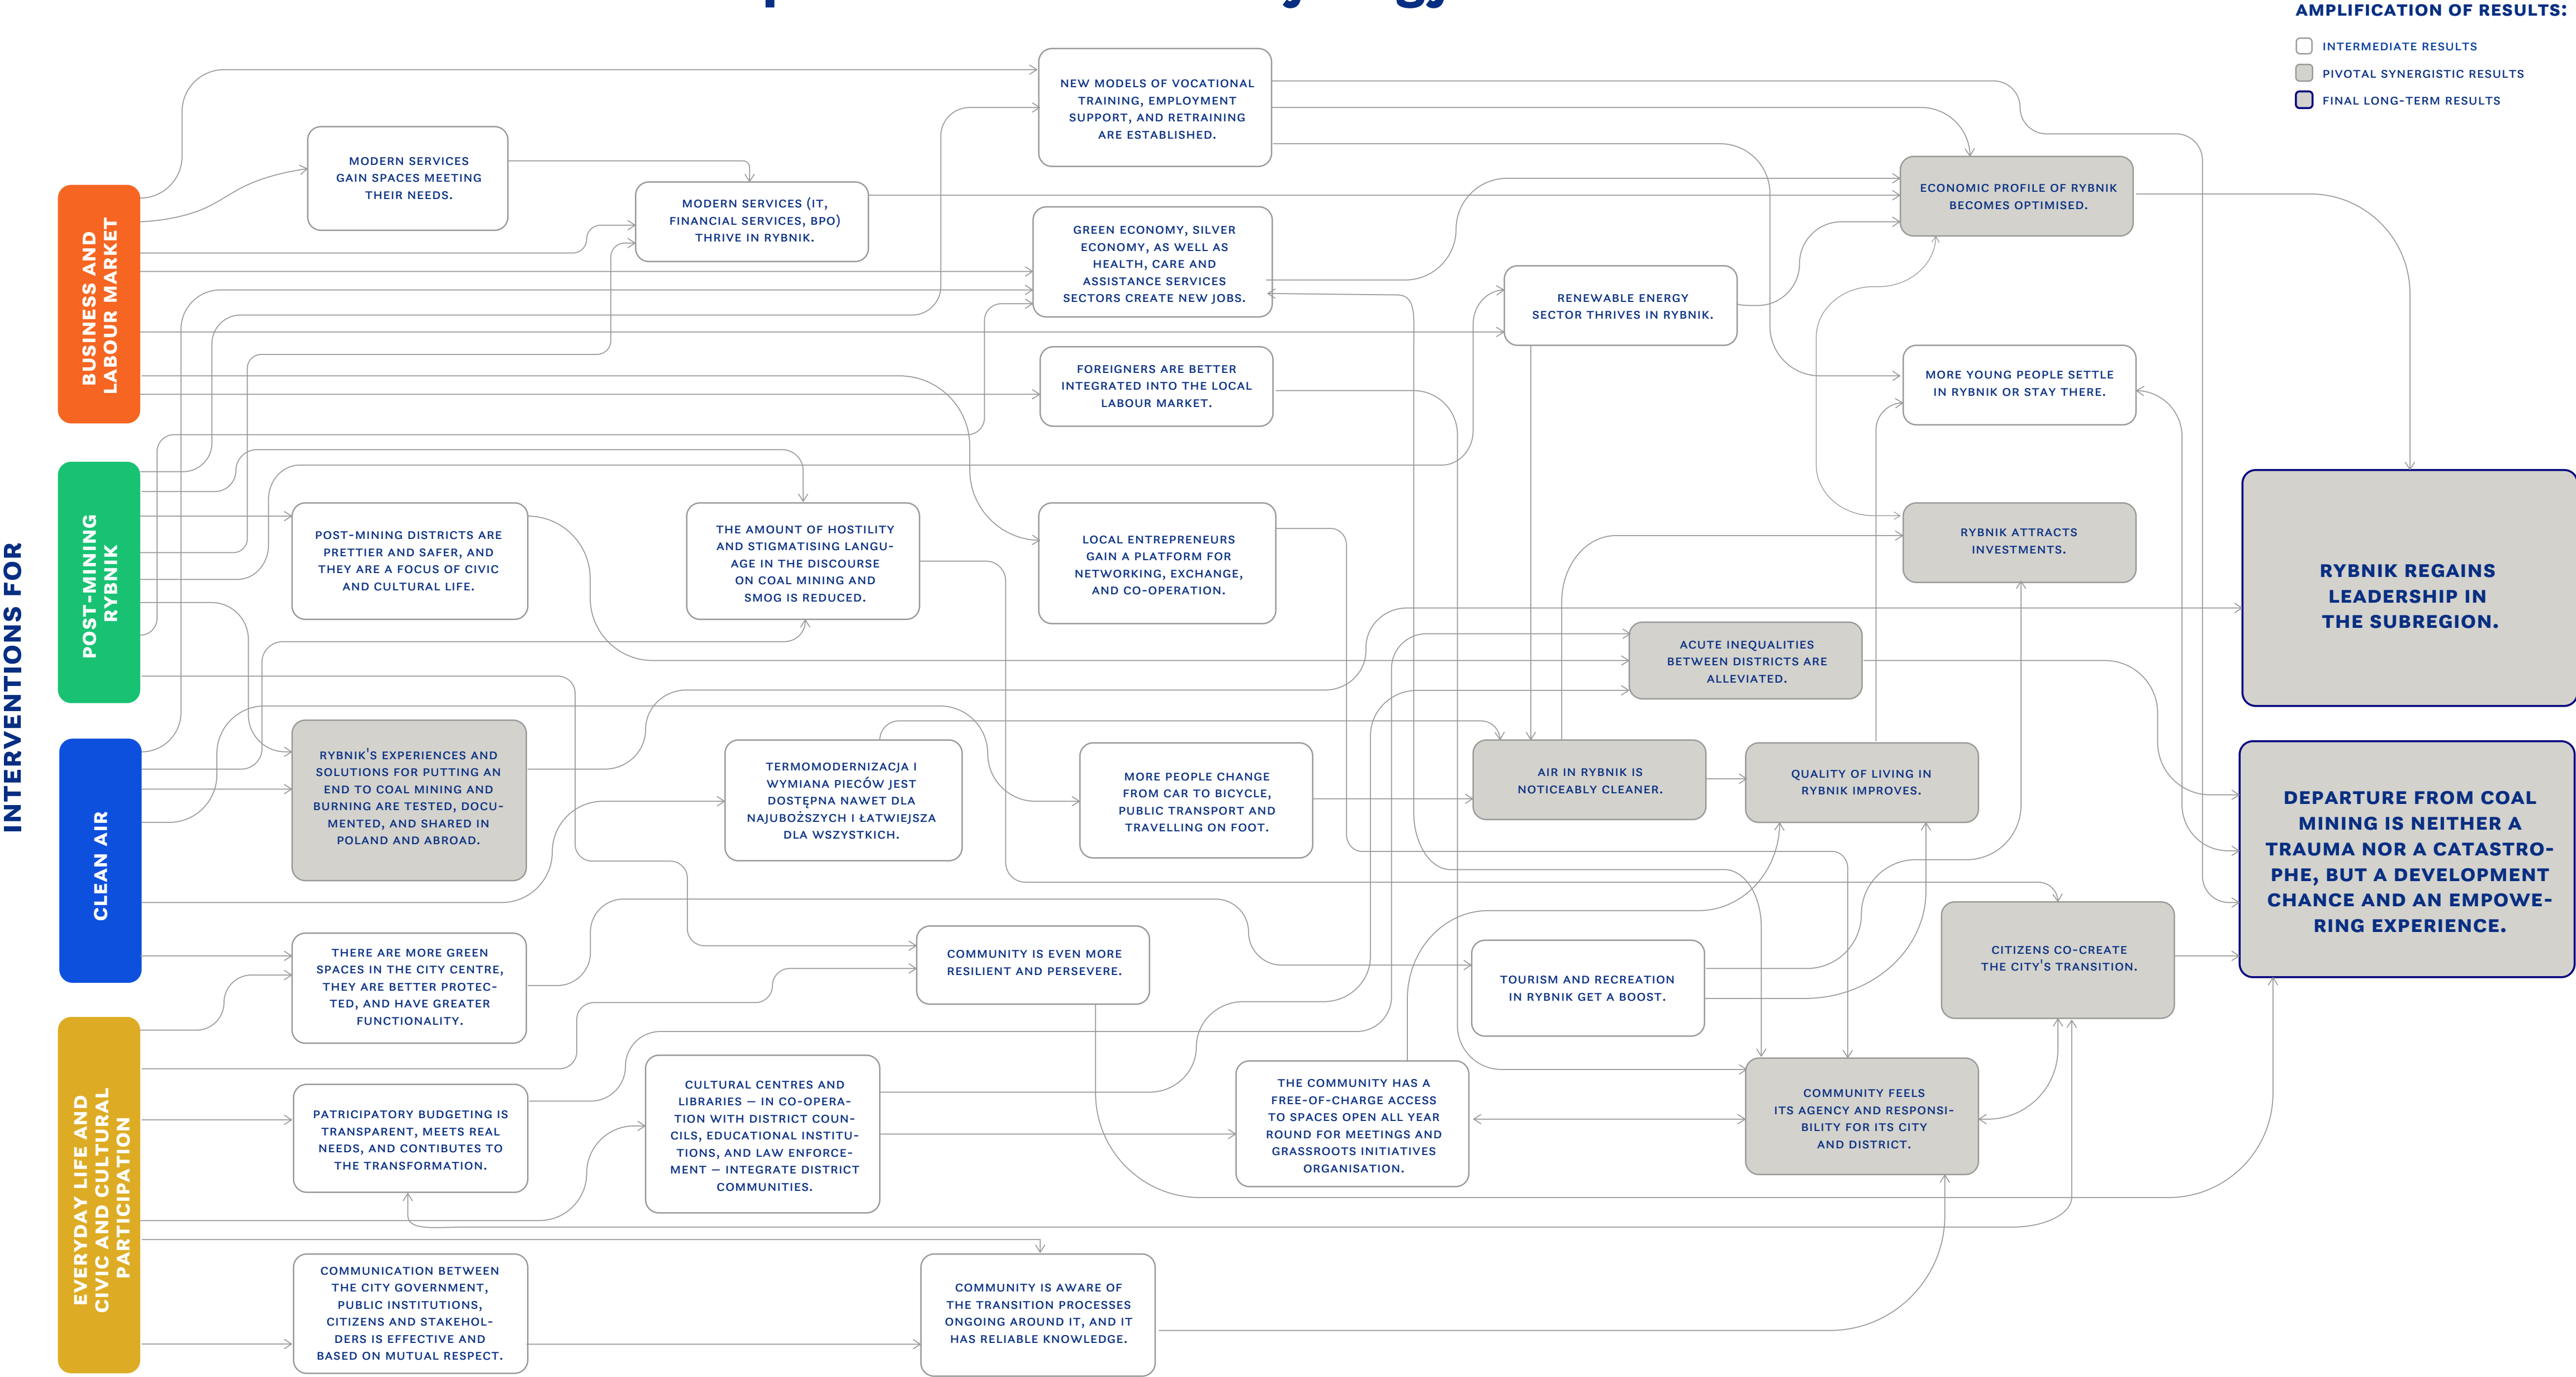 AMPLIFICATION OF RESULTS:
INTERMEDIATE RESULTS
PIVOTAL SYNERGISTIC RESULTS
FINAL LONG-TERM RESULTS
INTERVENTIONS FOR
BUSINESS AND
LABOUR MARKET
POST-MINING
RYBNIK
CLEAN AIR
EVERYDAY LIFE AND
CIVIC AND CULTURAL
PARTICIPATION
NEW MODELS OF VOCATIONAL
TRAINING, EMPLOYMENT
SUPPORT, AND RETRAINING
ARE ESTABLISHED.
MODERN SERVICES
GAIN SPACES MEETING
THEIR NEEDS.
MODERN SERVICES (IT,
FINANCIAL SERVICES, BPO)
THRIVE IN RYBNIK.
ECONOMIC PROFILE OF RYBNIK
BECOMES OPTIMISED.
GREEN ECONOMY, SILVER
ECONOMY, AS WELL AS
HEALTH, CARE AND
ASSISTANCE SERVICES
SECTORS CREATE NEW JOBS.
RENEWABLE ENERGY
SECTOR THRIVES IN RYBNIK.
FOREIGNERS ARE BETTER
INTEGRATED INTO THE LOCAL
LABOUR MARKET.
MORE YOUNG PEOPLE SETTLE
IN RYBNIK OR STAY THERE.
POST-MINING DISTRICTS ARE
PRETTIER AND SAFER, AND
THEY ARE A FOCUS OF CIVIC
AND CULTURAL LIFE.
THE AMOUNT OF HOSTILITY
AND STIGMATISING LANGU-
AGE IN THE DISCOURSE
ON COAL MINING AND
SMOG IS REDUCED.
LOCAL ENTREPRENEURS
GAIN A PLATFORM FOR
NETWORKING, EXCHANGE,
AND CO-OPERATION.
RYBNIK ATTRACTS
INVESTMENTS.
RYBNIK REGAINS
LEADERSHIP IN
THE SUBREGION.
ACUTE INEQUALITIES
BETWEEN DISTRICTS ARE
ALLEVIATED.
RYBNIK'S EXPERIENCES AND
SOLUTIONS FOR PUTTING AN
END TO COAL MINING AND
BURNING ARE TESTED, DOCU-
MENTED, AND SHARED IN
POLAND AND ABROAD.
TERMOMODERNIZACJA I
WYMIANA PIECÓW JEST
DOSTĘPNA NAWET DLA
NAJUBOŻSZYCH I ŁATWIEJSZA
DLA WSZYSTKICH.
MORE PEOPLE CHANGE
FROM CAR TO BICYCLE,
PUBLIC TRANSPORT AND
TRAVELLING ON FOOT.
AIR IN RYBNIK IS
NOTICEABLY CLEANER.
QUALITY OF LIVING IN
RYBNIK IMPROVES.
DEPARTURE FROM COAL
MINING IS NEITHER A
TRAUMA NOR A CATASTRO-
PHE, BUT A DEVELOPMENT
CHANCE AND AN EMPOWE-
RING EXPERIENCE.
THERE ARE MORE GREEN
SPACES IN THE CITY CENTRE,
THEY ARE BETTER PROTEC-
TED, AND HAVE GREATER
FUNCTIONALITY.
COMMUNITY IS EVEN MORE
RESILIENT AND PERSEVERE.
TOURISM AND RECREATION
IN RYBNIK GET A BOOST.
CITIZENS CO-CREATE
THE CITY'S TRANSITION.
PATRICIPATORY BUDGETING IS
TRANSPARENT, MEETS REAL
NEEDS, AND CONTIBUTES TO
THE TRANSFORMATION.
CULTURAL CENTRES AND
LIBRARIES – IN CO-OPERA-
TION WITH DISTRICT COUN-
CILS, EDUCATIONAL INSTITU-
TIONS, AND LAW ENFORCE-
MENT – INTEGRATE DISTRICT
COMMUNITIES.
THE COMMUNITY HAS A
FREE-OF-CHARGE ACCESS
TO SPACES OPEN ALL YEAR
ROUND FOR MEETINGS AND
GRASSROOTS INITIATIVES
ORGANISATION.
COMMUNITY FEELS
ITS AGENCY AND RESPONSI-
BILITY FOR ITS CITY
AND DISTRICT.
COMMUNICATION BETWEEN
THE CITY GOVERNMENT,
PUBLIC INSTITUTIONS,
CITIZENS AND STAKEHOL-
DERS IS EFFECTIVE AND
BASED ON MUTUAL RESPECT.
COMMUNITY IS AWARE OF
THE TRANSITION PROCESSES
ONGOING AROUND IT, AND IT
HAS RELIABLE KNOWLEDGE.